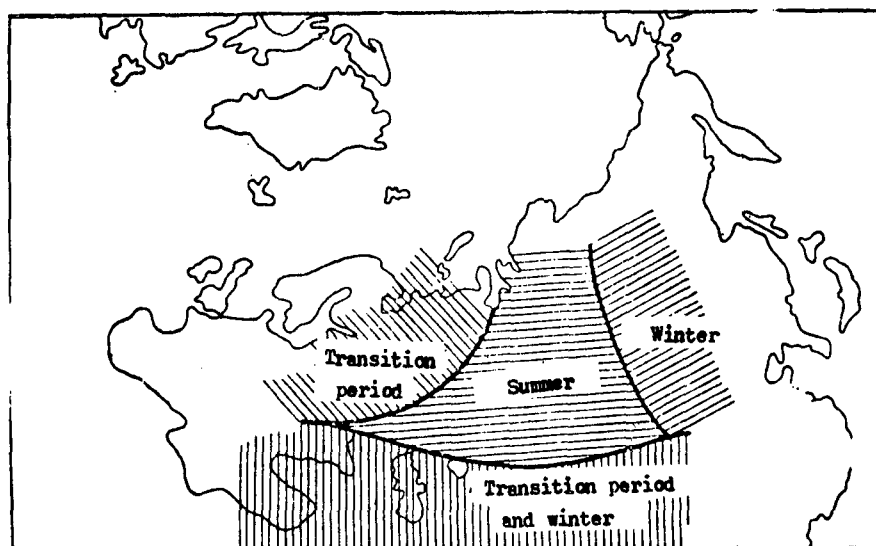 Transition
period
Summer
Winter
Transition period
and winter